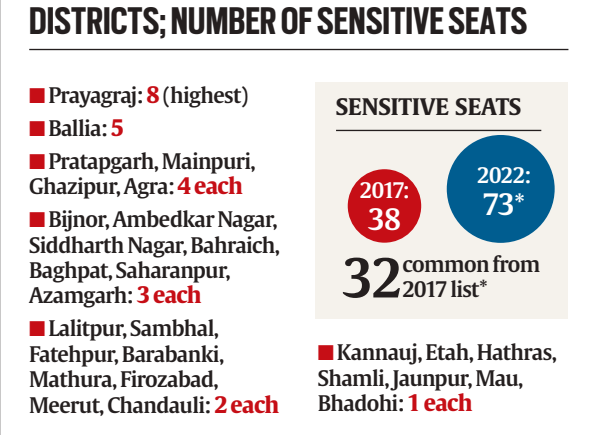 DISTRICTS; NUMBER OF SENSITIVE SEATS
Prayagraj: 8 (highest)
Ballia: 5
Pratapgarh, Mainpuri,
Ghazipur, Agra: 4 each
Bijnor, Ambedkar Nagar,
Siddharth Nagar, Bahraich,
Baghpat, Saharanpur,
Azamgarh: 3 each
Lalitpur, Sambhal,
Fatehpur, Barabanki,
Mathura, Firozabad,
Meerut, Chandauli: 2 each
SENSITIVE SEATS
2017:
38
2022:
73*
32 common from
2017 list*
Kannauj, Etah, Hathras,
Shamli, Jaunpur, Mau,
Bhadohi: 1 each